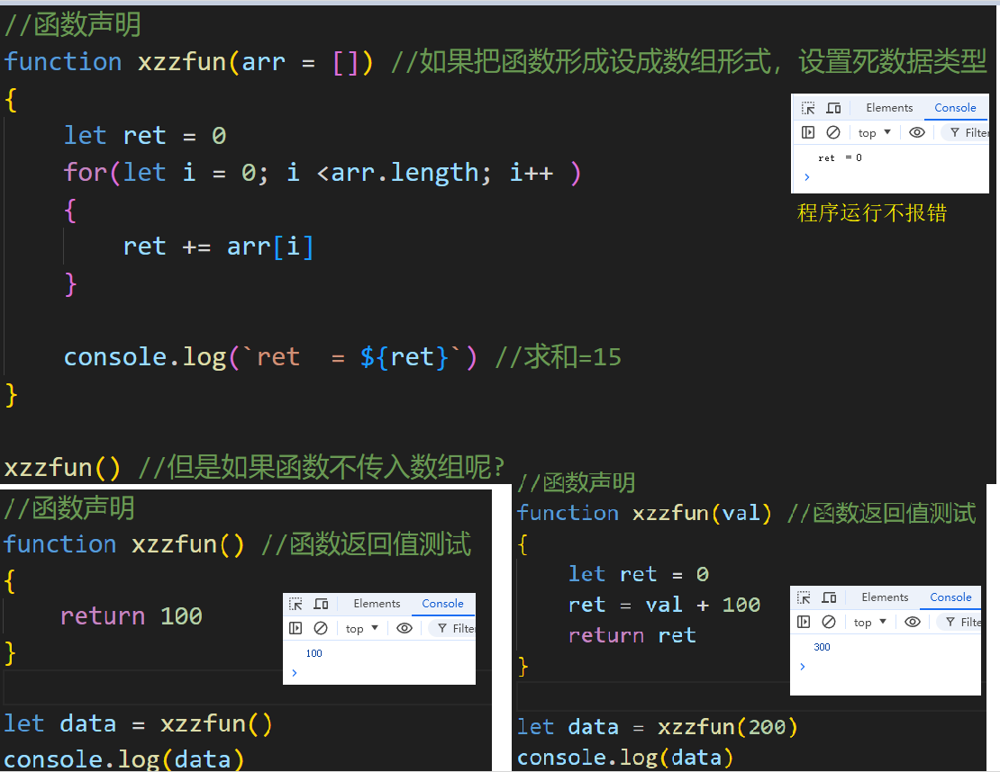 //函数声明
function xzzfun(arr = []) //如果把函数形成设成数组形式，设置死数据类型
{
    let ret = 0
    for(let i = 0; i <arr.length; i++ )
    {
        ret += arr[i]
    }
    console.log(`ret  = ${ret}`) //求和=15
}
xzzfun() //但是如果函数不传入数组呢?
Elements Console
top Filter
ret  = 0
>
程序运行不报错
//函数声明
function xzzfun() //函数返回值测试
{
    return 100
}
let data = xzzfun()
console.log(data)
Elements Console
top Filter
100
>
//函数声明
function xzzfun(val) //函数返回值测试
{
    let ret = 0
    ret = val + 100
    return ret
}
let data = xzzfun(200)
console.log(data)
Elements Console
top Filte
300
>